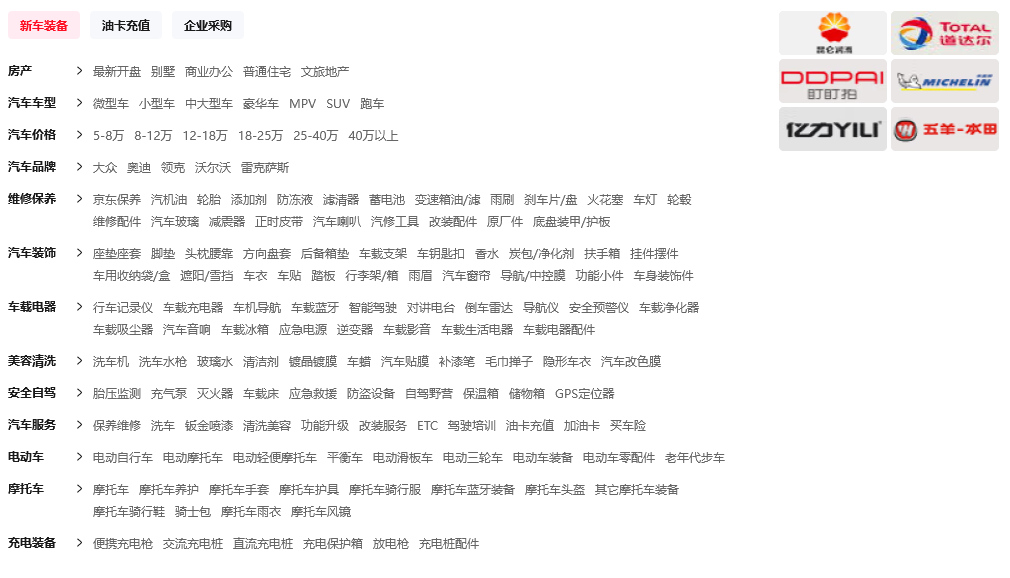 新车装备 油卡充值 企业采购
房产 > 最新开盘 别墅 商业办公 普通住宅 文旅地产
汽车车型 > 微型车 小型车 中大型车 豪华车 MPV SUV 跑车
汽车价格 > 5-8万 8-12万 12-18万 18-25万 25-40万 40万以上
汽车品牌 > 大众 奥迪 领克 沃尔沃 雷克萨斯
维修保养 > 京东保养 汽机油 轮胎 添加剂 防冻液 滤清器 蓄电池 变速箱油/滤 雨刷 刹车片/盘 火花塞 车灯 轮毂
维修配件 汽车玻璃 减震器 正时皮带 汽车喇叭 汽修工具 改装配件 原厂件 底盘装甲/护板
汽车装饰 > 座垫座套 脚垫 头枕腰靠 方向盘套 后备箱垫 车载支架 车钥匙扣 香水 炭包/净化剂 扶手箱 挂件摆件
车用收纳袋/盒 遮阳/雪挡 车衣 车贴 踏板 行李架/箱 雨眉 汽车窗帘 导航/中控膜 功能小件 车身装饰件
车载电器 > 行车记录仪 车载充电器 车机导航 车载蓝牙 智能驾驶 对讲电台 倒车雷达 导航仪 安全预警仪 车载净化器
车载吸尘器 汽车音响 车载冰箱 应急电源 逆变器 车载影音 车载生活电器 车载电器配件
美容清洗 > 洗车机 洗车水枪 玻璃水 清洁剂 镀晶镀膜 车蜡 汽车贴膜 补漆笔 毛巾掸子 隐形车衣 汽车改色膜
安全自驾 > 胎压监测 充气泵 灭火器 车载床 应急救援 防盗设备 自驾野营 保温箱 储物箱 GPS定位器
汽车服务 > 保养维修 洗车 钣金喷漆 清洗美容 功能升级 改装服务 ETC 驾驶培训 油卡充值 加油卡 买车险
电动车 > 电动自行车 电动摩托车 电动轻便摩托车 平衡车 电动滑板车 电动三轮车 电动车装备 电动车零配件 老年代步车
摩托车 > 摩托车 摩托车养护 摩托车手套 摩托车护具 摩托车骑行服 摩托车蓝牙装备 摩托车头盔 其它摩托车装备
摩托车骑行鞋 骑士包 摩托车雨衣 摩托车风镜
充电装备 > 便携充电枪 交流充电桩 直流充电桩 充电保护箱 放电枪 充电桩配件
昆仑润滑
TOTAL
道达尔
DDPAI
盯盯拍
MICHELIN
亿力YILI
五羊-本田